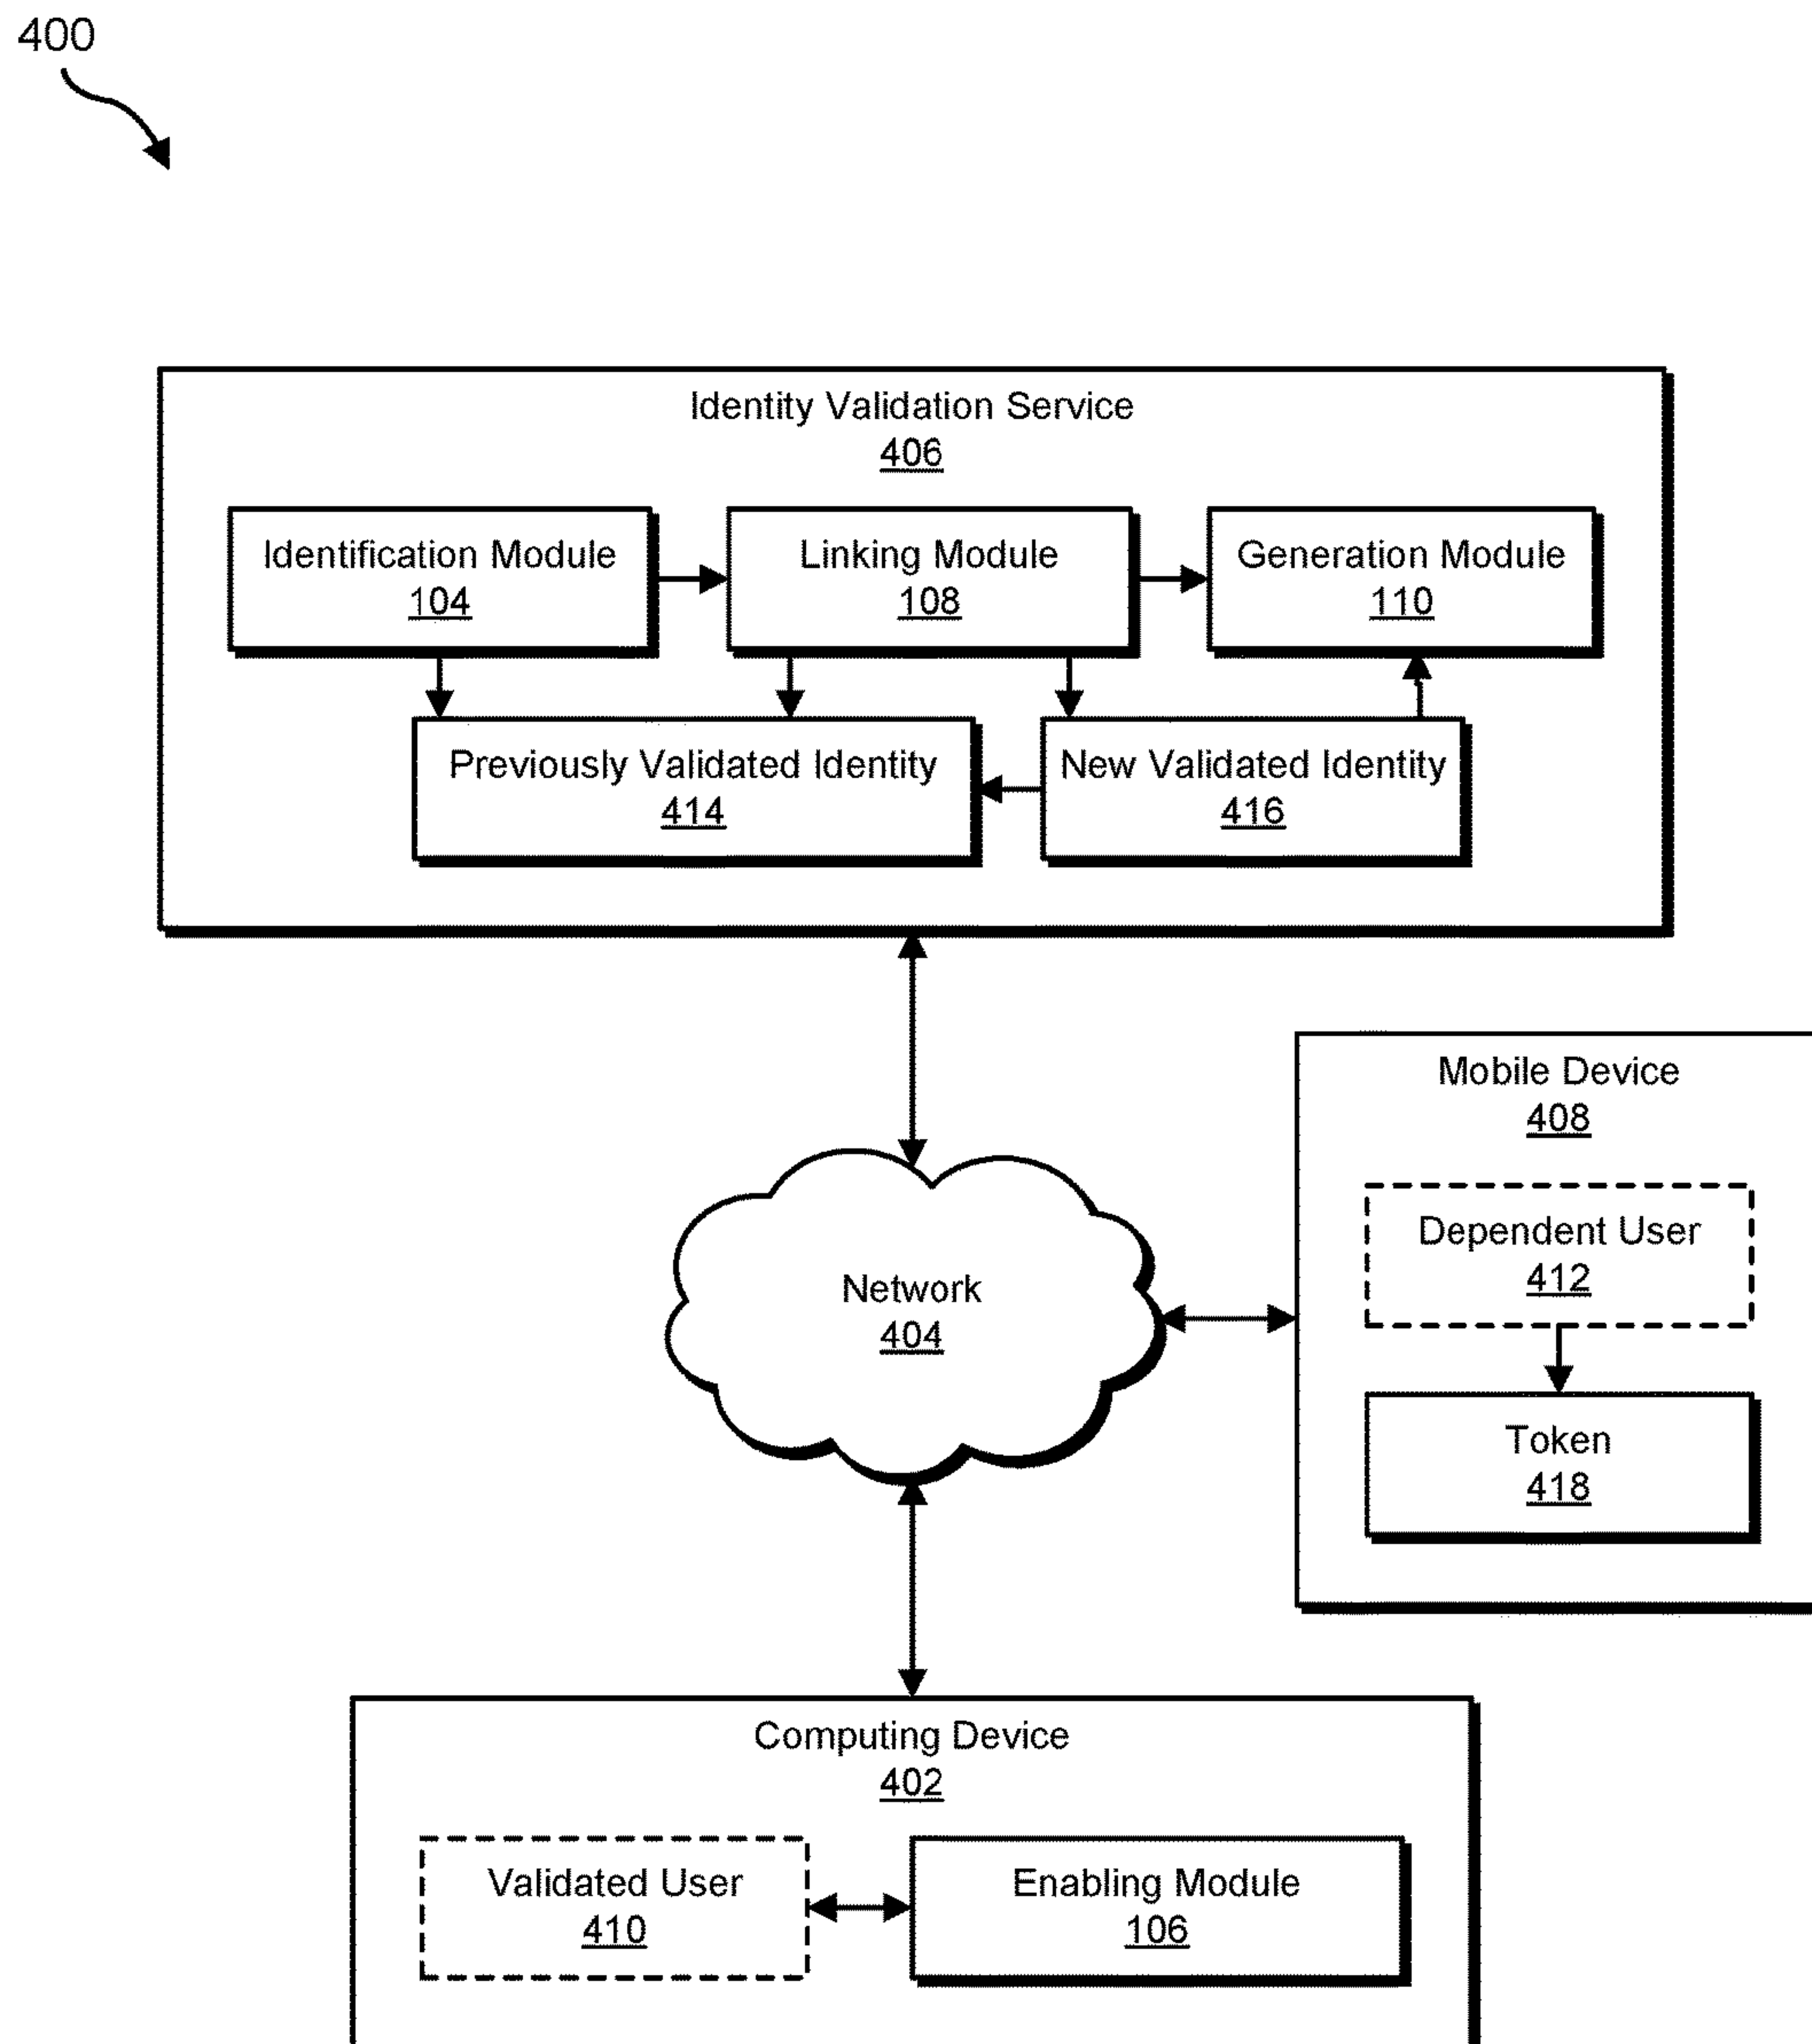 400
Identity Validation Service
406
Identification Module
104
Linking Module
108
Generation Module
110
Previously Validated Identity
414
New Validated Identity
416
Mobile Device
408
Dependent User
412
Token
418
Network
404
Computing Device
402
Validated User
410
Enabling Module
106